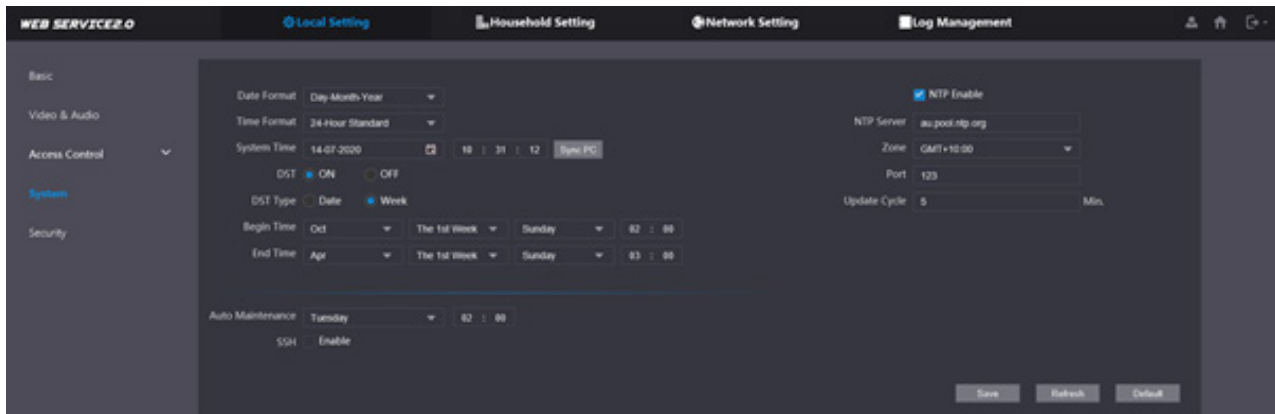 WEB SERVICE2.0 Local Setting Household Setting Network Setting Log Management
Basic
Video & Audio
Access Control
System
Security
Date Format Day-Month-Year
Time Format 24-Hour Standard
System Time 14-07-2020 10 : 31 : 12 Sync PC
DST ON OFF
DST Type Date Week
Begin Time Oct The 1st Week Sunday 02 : 00
End Time Apr The 1st Week Sunday 03 : 00
Auto Maintenance Tuesday 02 : 00
SSH Enable
NTP Enable
NTP Server au.pool.ntp.org
Zone GMT+10:00
Port 123
Update Cycle 5 Min.
Save Refresh Default